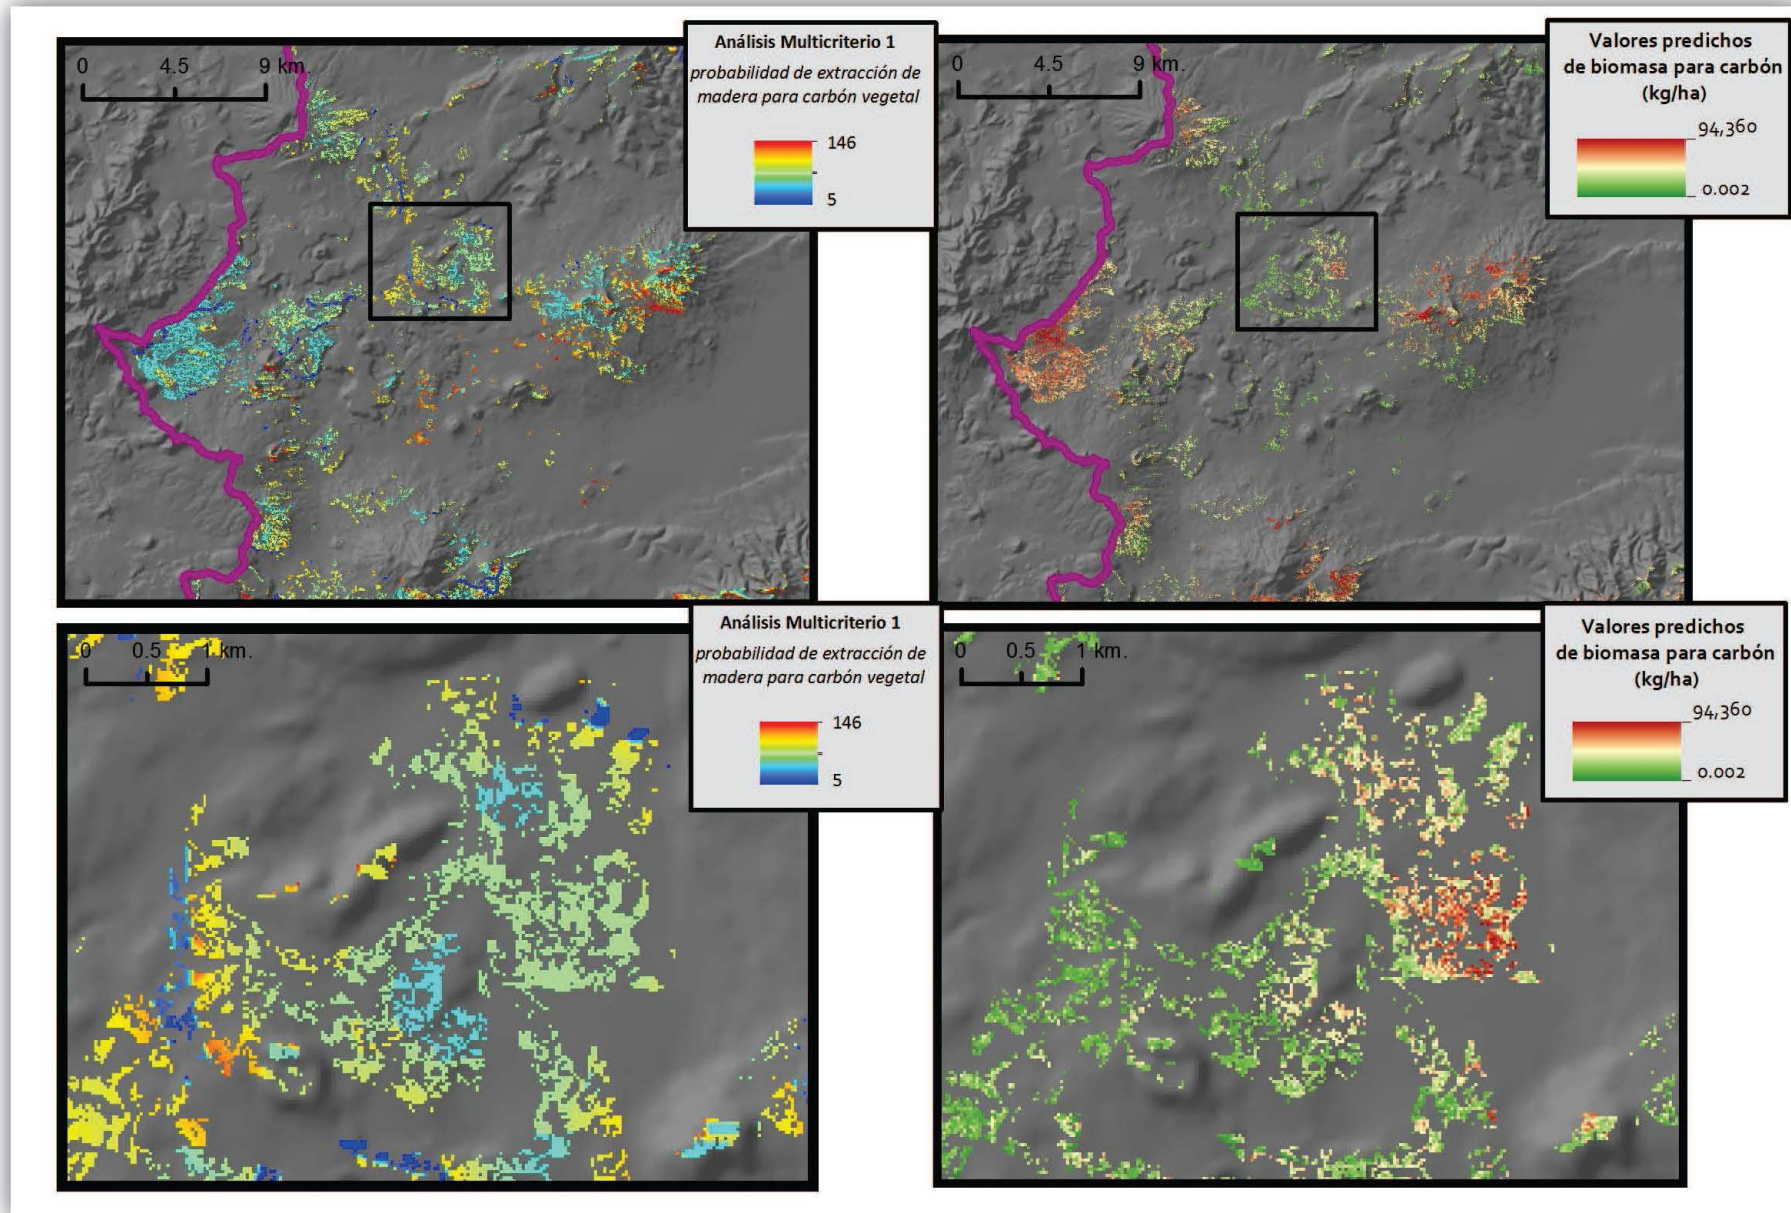 0 4.5 9 km.
Análisis Multicriterio 1
probabilidad de extracción de
madera para carbón vegetal
146
5
0 4.5 9 km.
Valores predichos
de biomasa para carbón
(kg/ha)
94,360
0.002
0 0.5 1 km.
Análisis Multicriterio 1
probabilidad de extracción de
madera para carbón vegetal
146
5
0 0.5 1 km.
Valores predichos
de biomasa para carbón
(kg/ha)
94,360
0.002